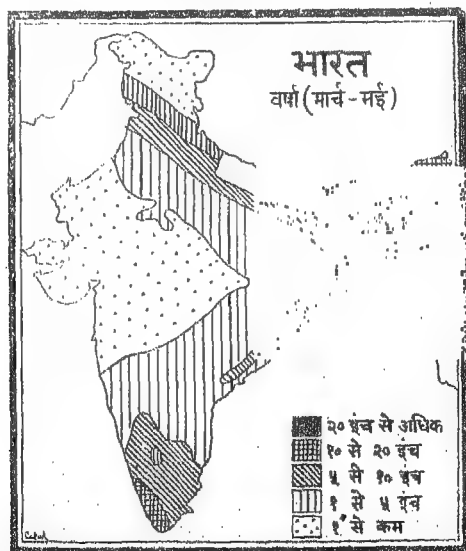 भारत
वर्षा (मार्च - मई)
२० इंच से अधिक
१० से २० इंच
५ से १० इंच
१ से ५ इंच
१" से कम